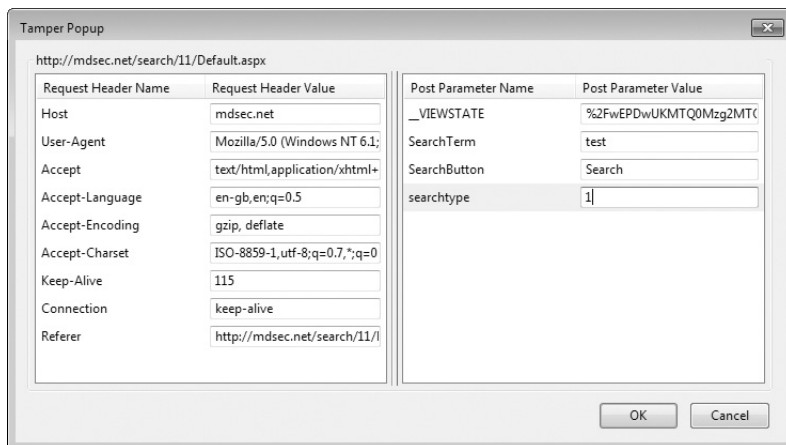 Tamper Popup
http://mdsec.net/search/11/Default.aspx
Request Header Name Request Header Value
Host mdsec.net
User-Agent Mozilla/5.0 (Windows NT 6.1;
Accept text/html,application/xhtml+
Accept-Language en-gb,en;q=0.5
Accept-Encoding gzip, deflate
Accept-Charset ISO-8859-1,utf-8;q=0.7,*;q=0
Keep-Alive 115
Connection keep-alive
Referer http://mdsec.net/search/11/
Post Parameter Name Post Parameter Value
__VIEWSTATE %2FwEPDwUKMTQ0Mzg2MT
SearchTerm test
SearchButton Search
searchtype 1
OK Cancel